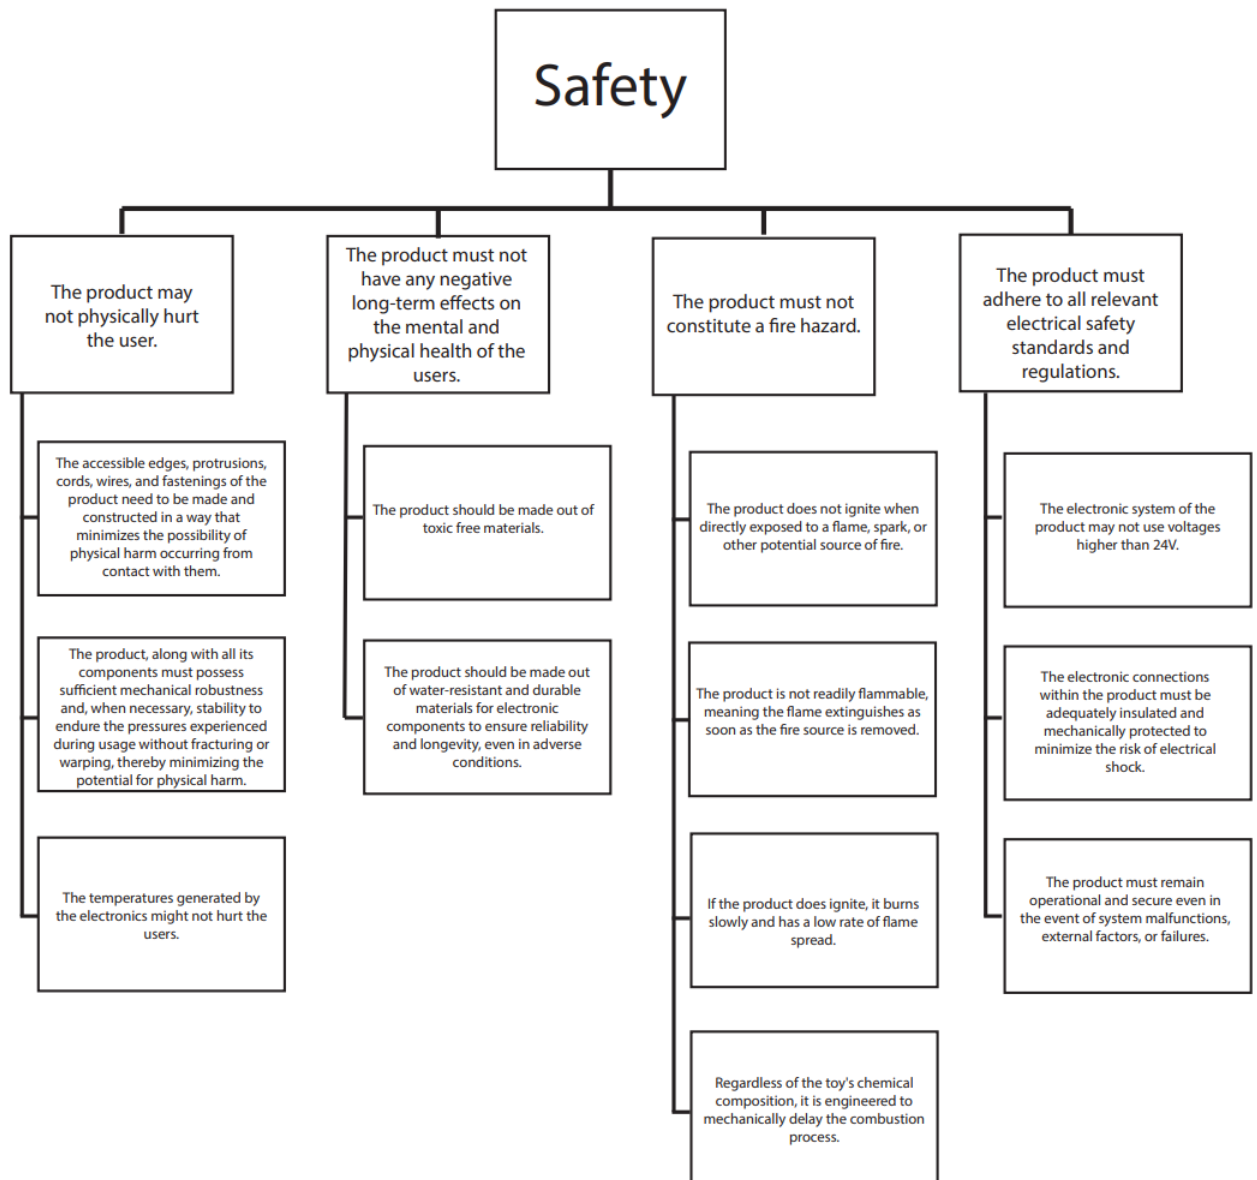 Safety
The product may
not physically hurt
the user.
The accessible edges, protrusions,
cords, wires, and fastenings of the
product need to be made and
constructed in a way that
minimizes the possibility of
physical harm occurring from
contact with them.
The product, along with all its
components must possess
sufficient mechanical robustness
and, when necessary, stability to
endure the pressures experienced
during usage without fracturing or
warping, thereby minimizing the
potential for physical harm.
The temperatures generated by
the electronics might not hurt the
users.
The product must not
have any negative
long-term effects on
the mental and
physical health of the
users.
The product should be made out of
toxic free materials.
The product should be made out
of water-resistant and durable
materials for electronic
components to ensure reliability
and longevity, even in adverse
conditions.
The product must not
constitute a fire hazard.
The product does not ignite when
directly exposed to a flame, spark, or
other potential source of fire.
The product is not readily flammable,
meaning the flame extinguishes as
soon as the fire source is removed.
If the product does ignite, it burns
slowly and has a low rate of flame
spread.
Regardless of the toy's chemical
composition, it is engineered to
mechanically delay the combustion
process.
The product must
adhere to all relevant
electrical safety
standards and
regulations.
The electronic system of the
product may not use voltages
higher than 24V.
The electronic connections
within the product must be
adequately insulated and
mechanically protected to
minimize the risk of electrical
shock.
The product must remain
operational and secure even in
the event of system malfunctions,
external factors, or failures.